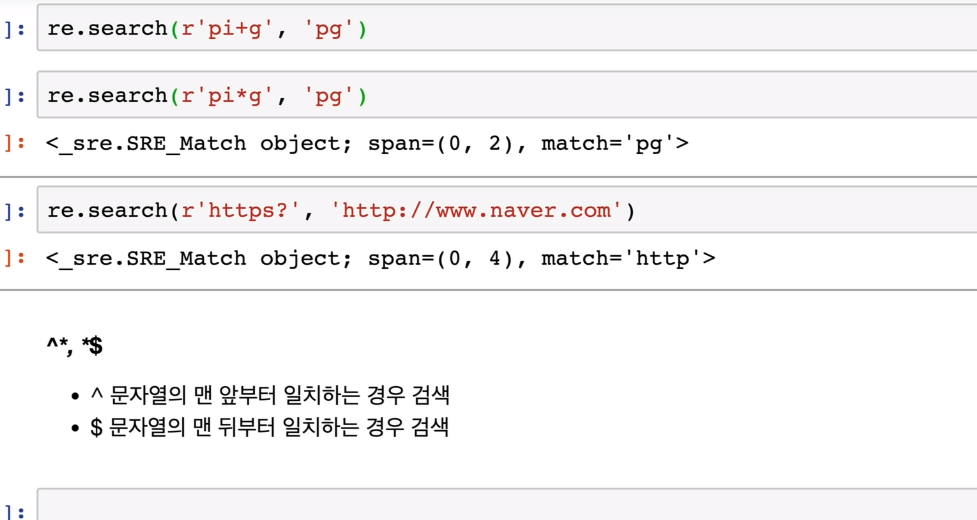 ]: re.search(r'pi+g', 'pg')
]: re.search(r'pi*g', 'pg')
]: <_sre.SRE_Match object; span=(0, 2), match='pg'>
]: re.search(r'https?', 'http://www.naver.com')
]: <_sre.SRE_Match object; span=(0, 4), match='http'>
^*, *$
• ^ 문자열의 맨 앞부터 일치하는 경우 검색
• $ 문자열의 맨 뒤부터 일치하는 경우 검색
]: